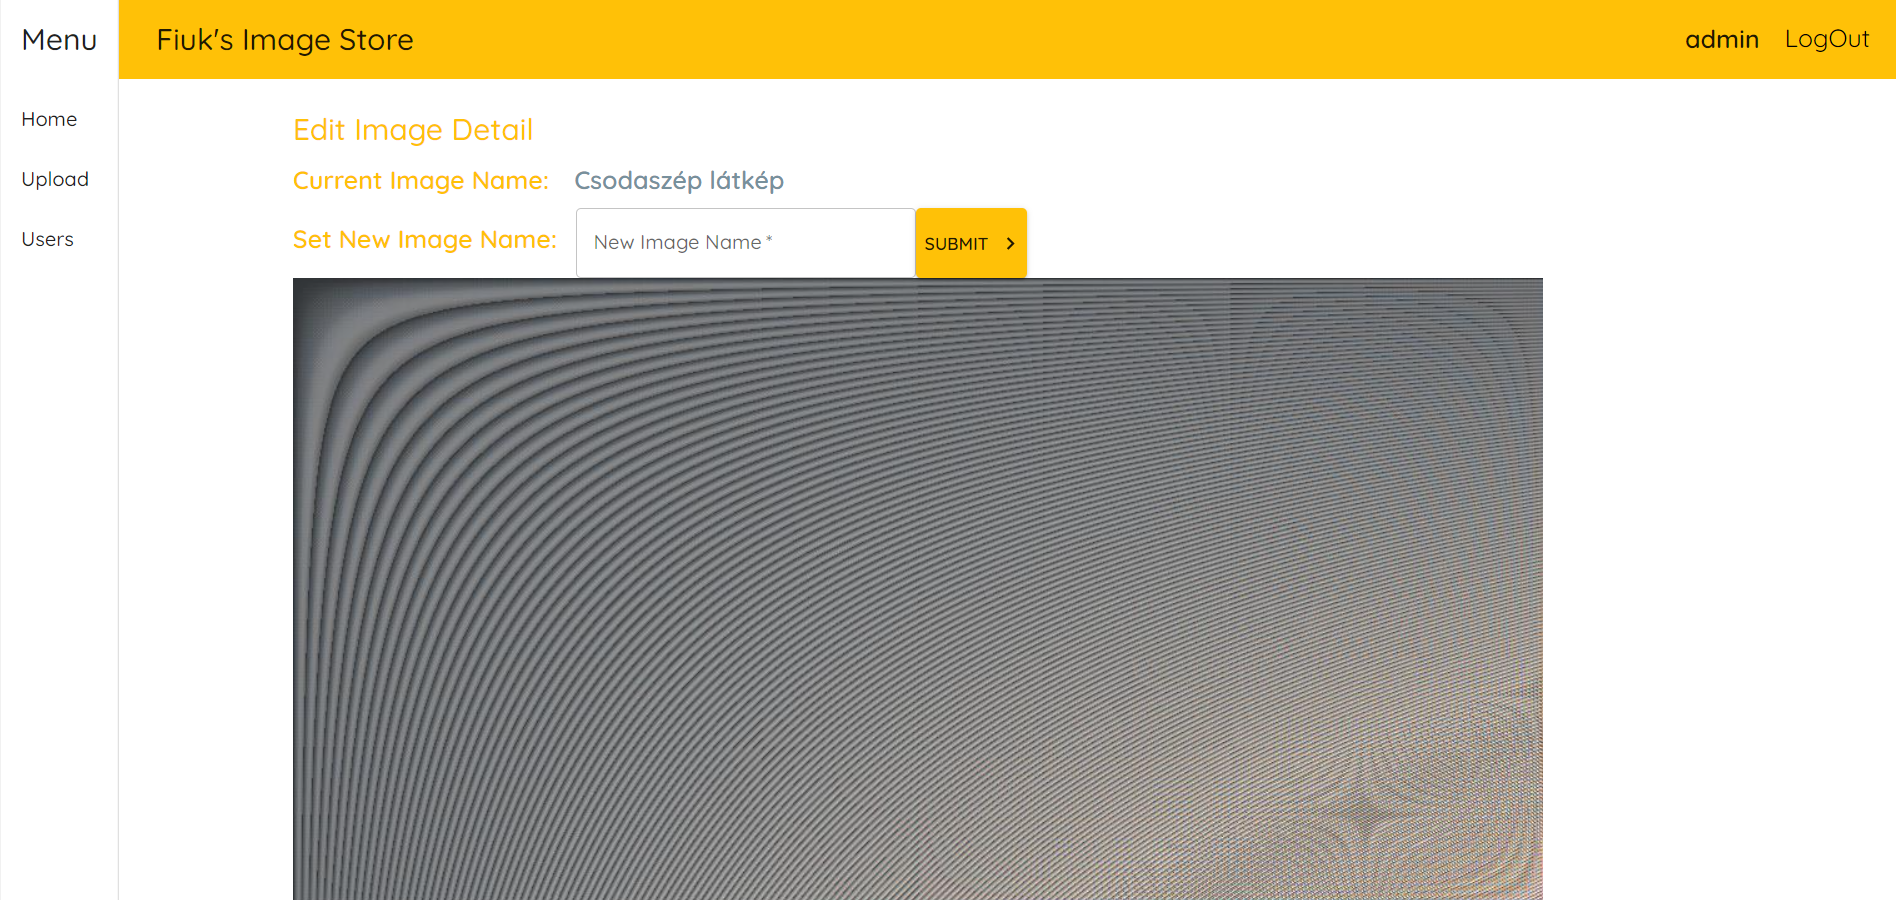 Menu
Fiuk's Image Store
admin
LogOut
Home
Upload
Users
Edit Image Detail
Current Image Name: Csodaszép látkép
Set New Image Name: New Image Name *
SUBMIT